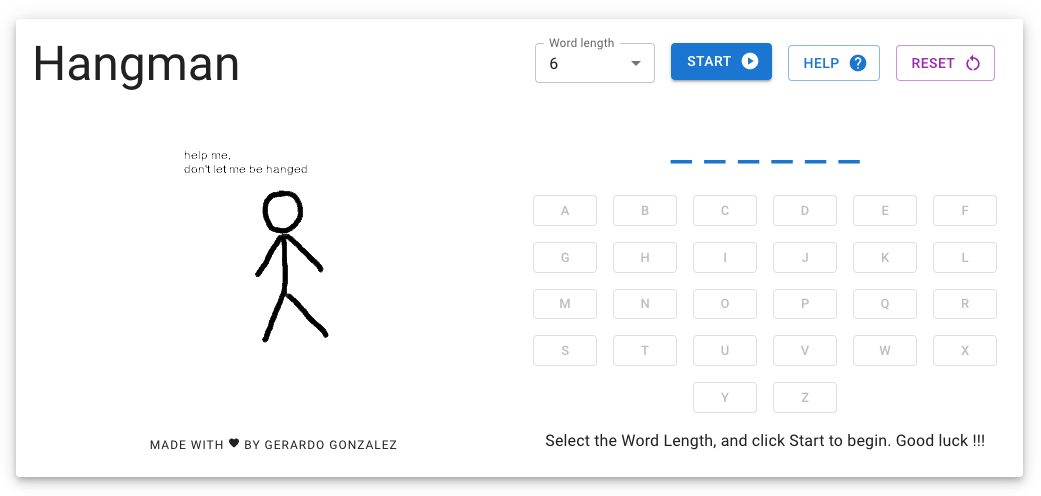 Hangman
Word length
6
START
HELP
?
RESET
help me,
don't let me be hanged
A B C D E F
G H I J K L
M N O P Q R
S T U V W X
Y Z
MADE WITH ♥ BY GERARDO GONZALEZ
Select the Word Length, and click Start to begin. Good luck !!!